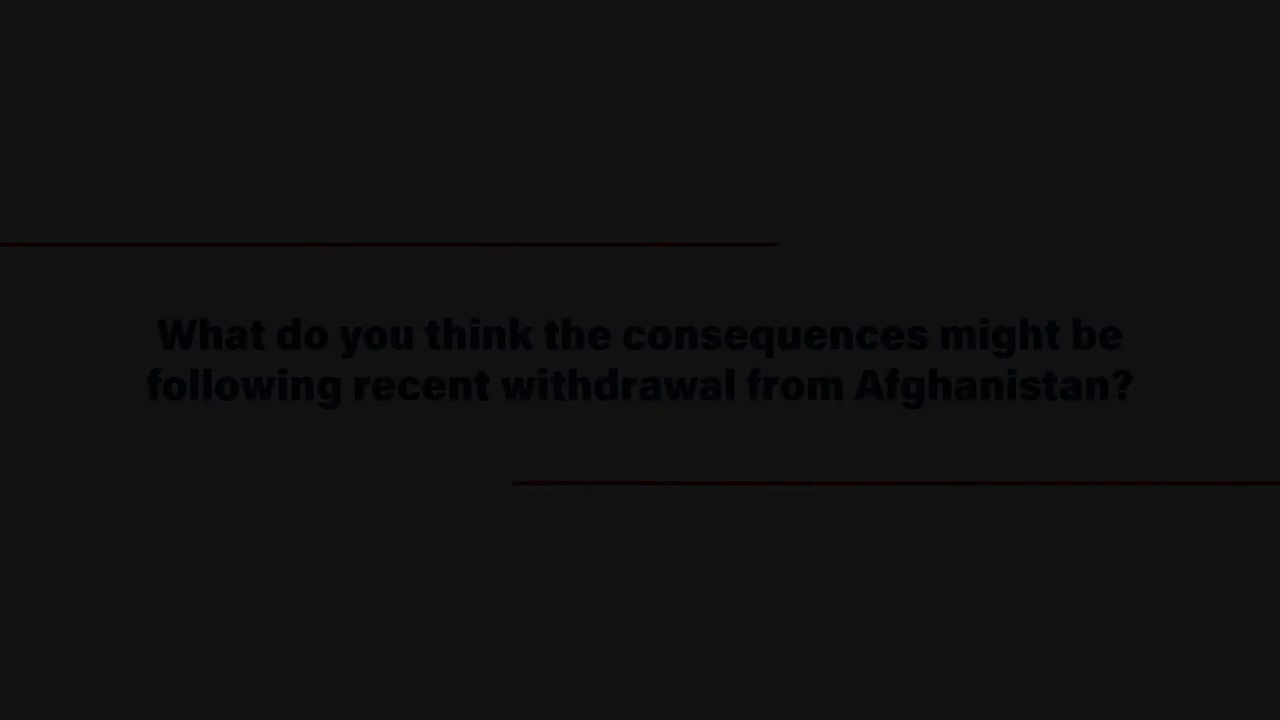 What do you think the consequences might be
following recent withdrawal from Afghanistan?